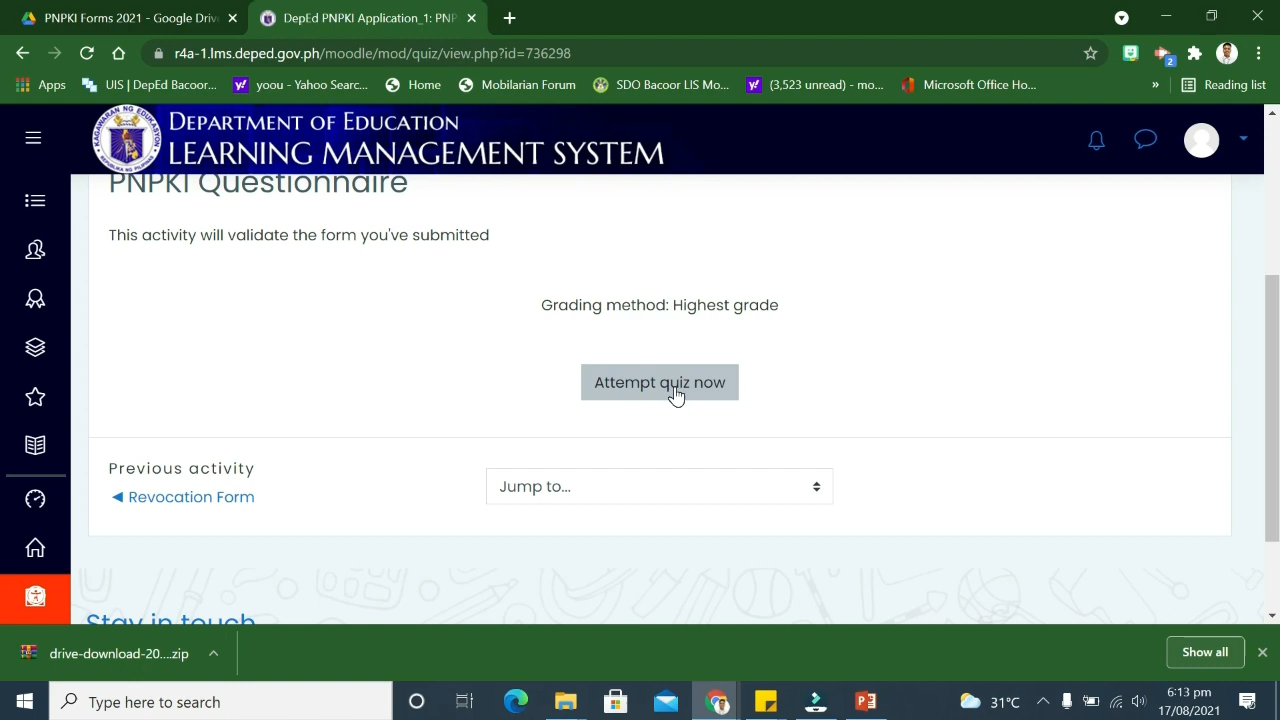 PNPKI Forms 2021 - Google Driv
DepEd PNPKI Application_1: PNP
r4a-1.lms.deped.gov.ph/moodle/mod/quiz/view.php?id=736298
2
Apps
UIS | DepEd Bacoor...
yoou - Yahoo Searc...
Home
Mobilarian Forum
SDO Bacoor LIS Mo...
(3,523 unread) - mo...
Microsoft Office Ho...
»
Reading list
DEPARTMENT OF EDUCATION
LEARNING MANAGEMENT SYSTEM
PNPKI Questionnaire
This activity will validate the form you've submitted
Grading method: Highest grade
Attempt quiz now
Previous activity
◄ Revocation Form
Jump to...
Stay in touch
drive-download-20....zip
Show all
Type here to search
31°C
6:13 pm
17/08/2021